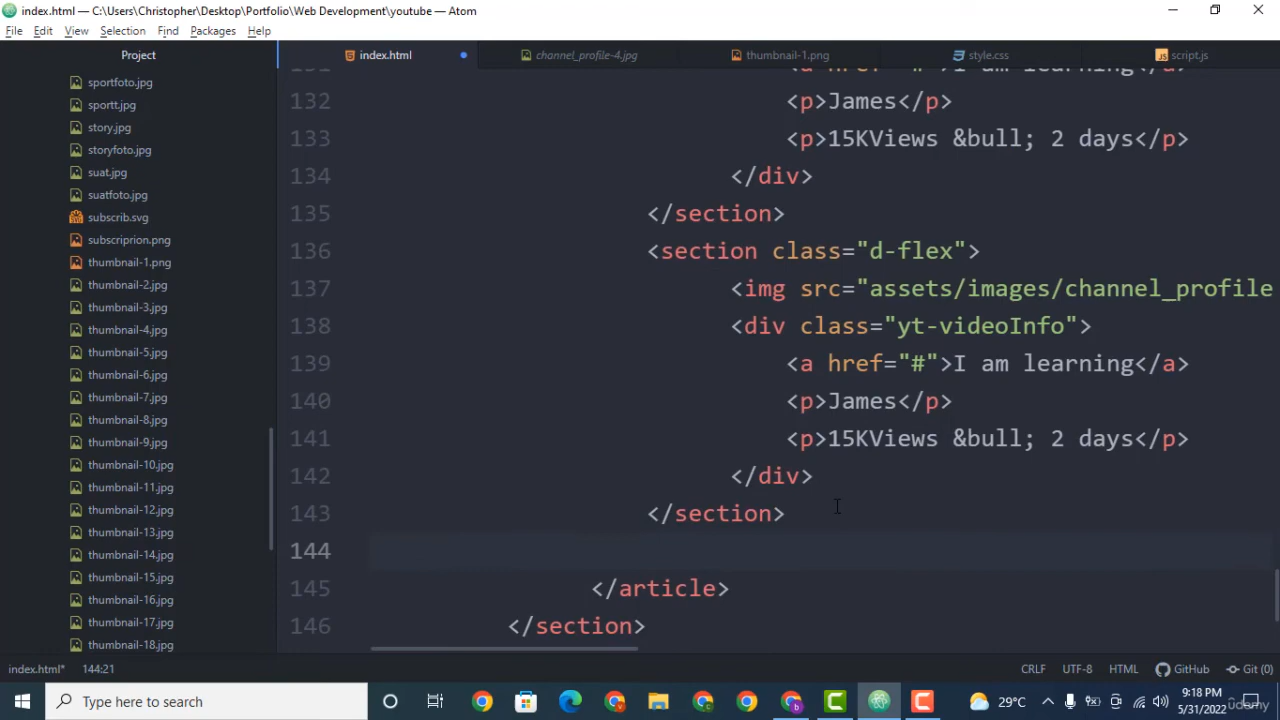 index.html — C:\Users\Christopher\Desktop\Portfolio\Web Development\youtube — Atom
File Edit View Selection Find Packages Help
Project
index.html
channel_profile-4.jpg
thumbnail-1.png
style.css
script.js
sportfoto.jpg
sportt.jpg
story.jpg
storyfoto.jpg
suat.jpg
suatfoto.jpg
subscrib.svg
subscriprion.png
thumbnail-1.png
thumbnail-2.jpg
thumbnail-3.jpg
thumbnail-4.jpg
thumbnail-5.jpg
thumbnail-6.jpg
thumbnail-7.jpg
thumbnail-8.jpg
thumbnail-9.jpg
thumbnail-10.jpg
thumbnail-11.jpg
thumbnail-12.jpg
thumbnail-13.jpg
thumbnail-14.jpg
thumbnail-15.jpg
thumbnail-16.jpg
thumbnail-17.jpg
thumbnail-18.jpg
131 <a href="#">I am learning</a>
132 <p>James</p>
133 <p>15KViews &bull; 2 days</p>
134 </div>
135 </section>
136 <section class="d-flex">
137 <img src="assets/images/channel_profile
138 <div class="yt-videoInfo">
139 <a href="#">I am learning</a>
140 <p>James</p>
141 <p>15KViews &bull; 2 days</p>
142 </div>
143 </section>
144
145 </article>
146 </section>
index.html* 144:21 CRLF UTF-8 HTML GitHub Git (0)
Type here to search
29°C
9:18 PM
5/31/2022
ûdemy